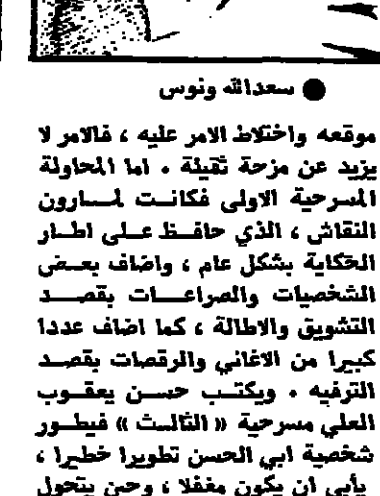 ● سعدالله ونوس
موقعه واختلاط الامر عليه ، فالامر لا
يزيد عن مزحة ثقيلة . اما المحاولة
المسرحية الاولى فكانت لمارون
النقاش ، الذي حافظ على اطار
الحكاية بشكل عام ، واضاف بعض
الشخصيات والصراعات بقصد
التشويق والاطالة ، كما اضاف عددا
كبيرا من الاغاني والرقصات بقصد
الترفيه . ويكتب حسن يعقوب
العلي مسرحية « الثالث » فيطور
شخصية ابي الحسن تطويرا خطيرا ،
يأبى ان يكون مغفلا ، وحين يتحول